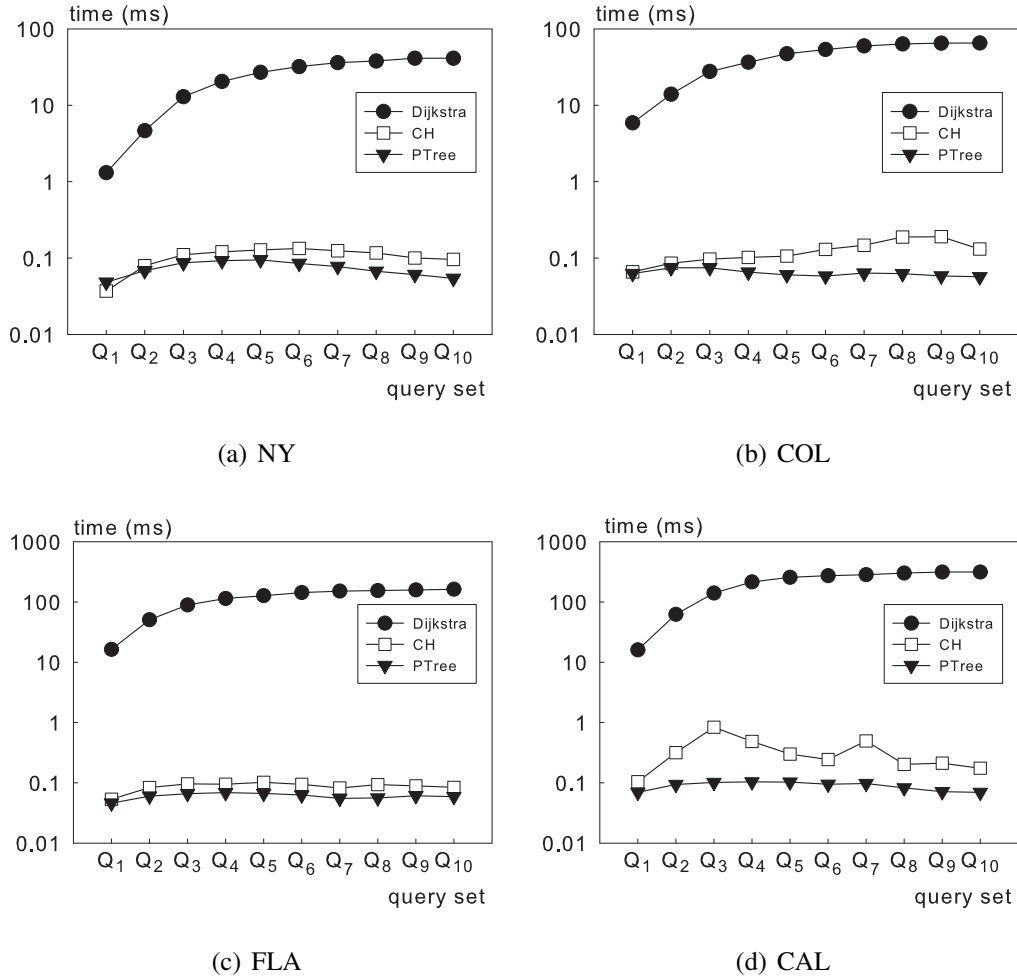 time (ms)
100
10
1
0.1
0.01
Dijkstra
CH
PTree
Q1 Q2 Q3 Q4 Q5 Q6 Q7 Q8 Q9 Q10
query set
(a) NY
time (ms)
100
10
1
0.1
0.01
Dijkstra
CH
PTree
Q1 Q2 Q3 Q4 Q5 Q6 Q7 Q8 Q9 Q10
query set
(b) COL
time (ms)
1000
100
10
1
0.1
0.01
Dijkstra
CH
PTree
Q1 Q2 Q3 Q4 Q5 Q6 Q7 Q8 Q9 Q10
query set
(c) FLA
time (ms)
1000
100
10
1
0.1
0.01
Dijkstra
CH
PTree
Q1 Q2 Q3 Q4 Q5 Q6 Q7 Q8 Q9 Q10
query set
(d) CAL